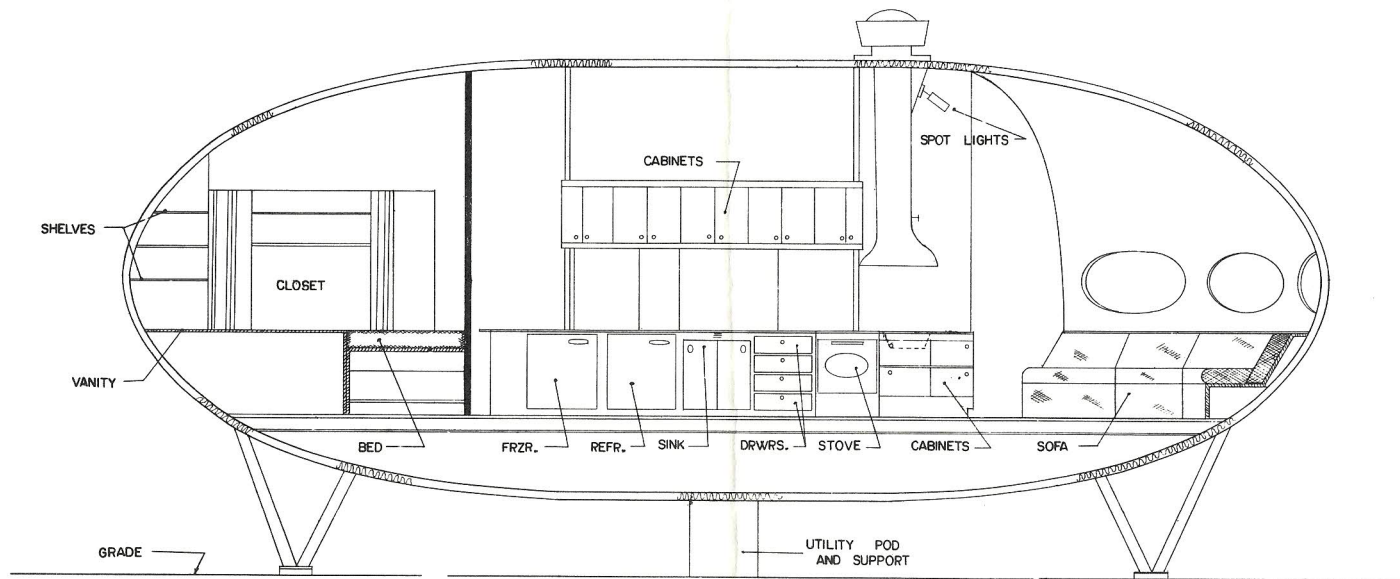 SPOT LIGHTS
CABINETS
SHELVES
CLOSET
VANITY
BED
FRZR.
REFR.
SINK
DRWRS.
STOVE
CABINETS
SOFA
GRADE
UTILITY POD
AND SUPPORT